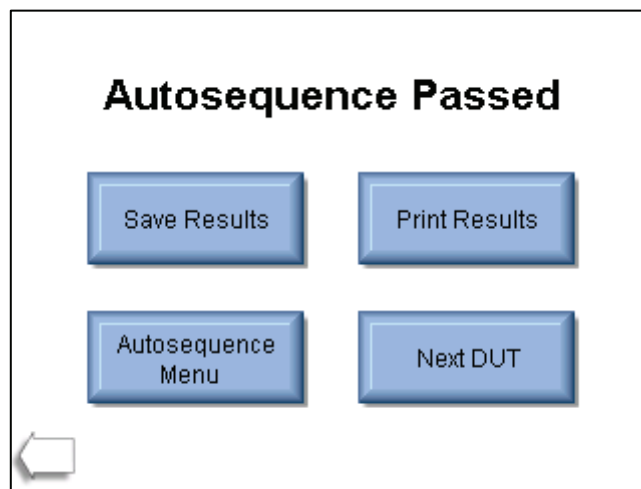 Autosequence Passed
Save Results
Print Results
Autosequence
Menu
Next DUT